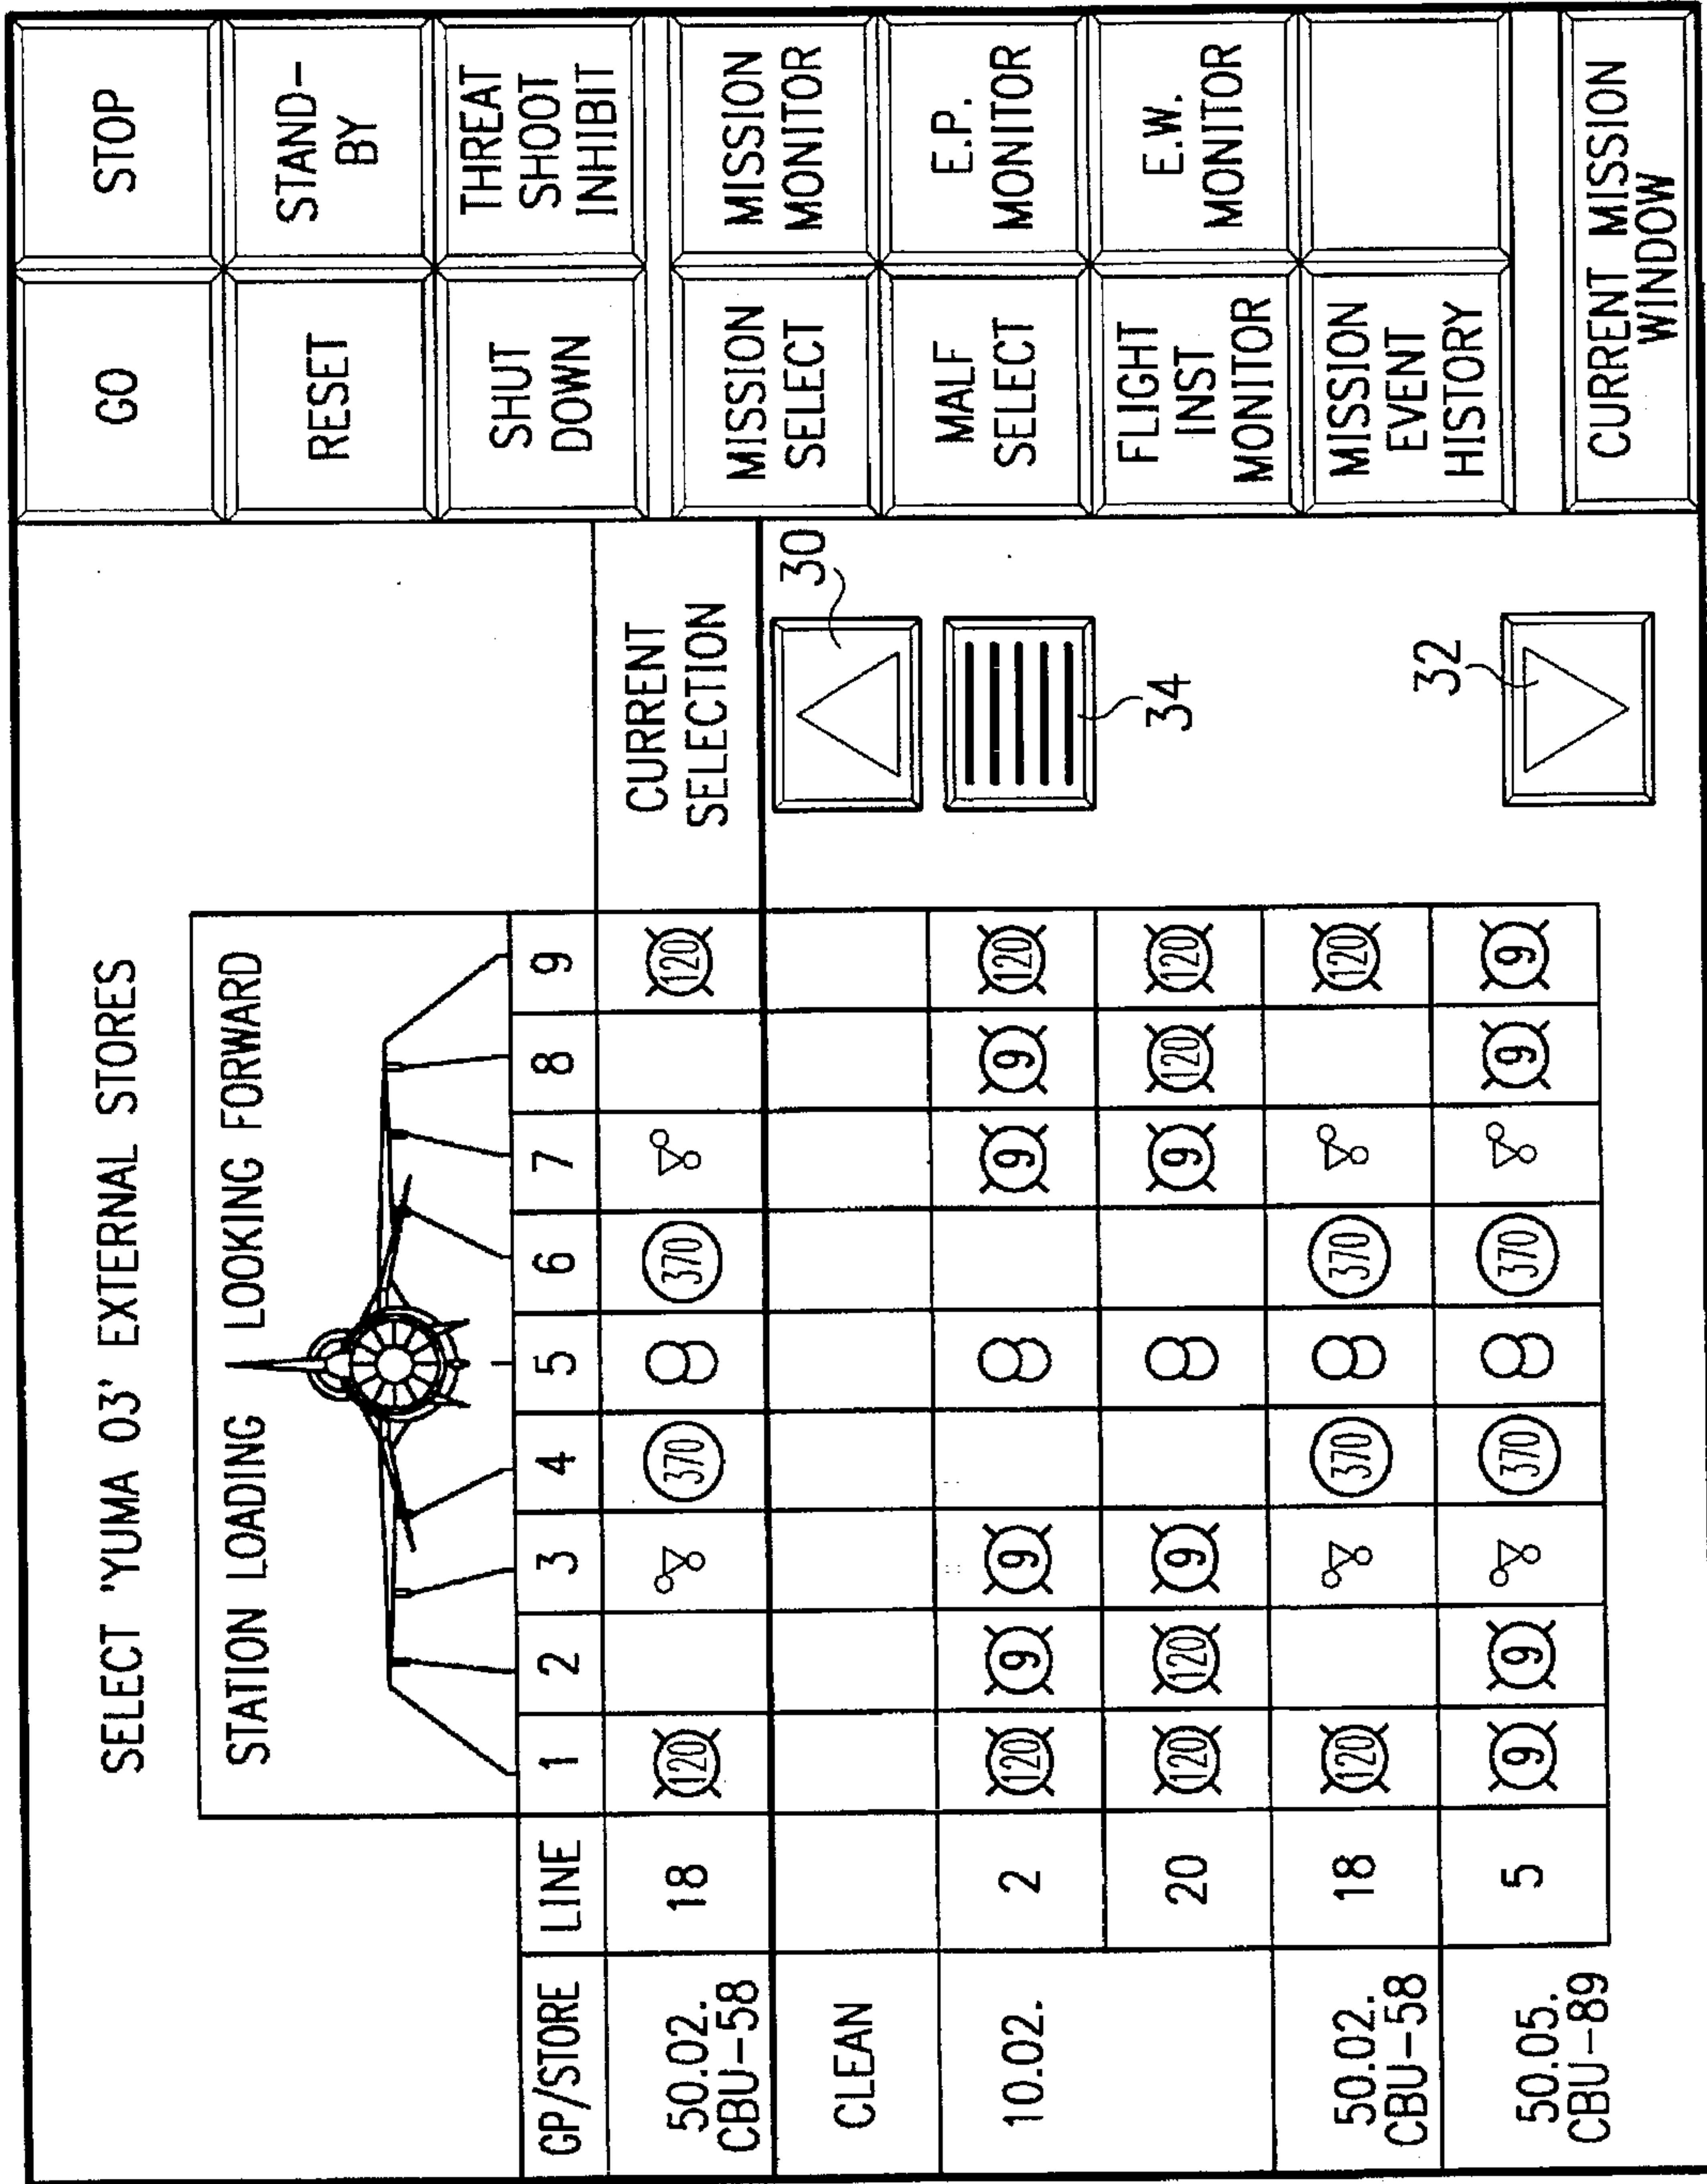 SELECT 'YUMA 03' EXTERNAL STORES
STATION LOADING LOOKING FORWARD
GP/STORE LINE 1 2 3 4 5 6 7 8 9
50.02.
CBU-58
18 120 370 370 120
CURRENT
SELECTION
CLEAN
10.02.
2 120 9 9 9 9 120
20 120 120 9 9 120 120
50.02.
CBU-58
18 120 370 370 120
50.05.
CBU-89
5 9 9 370 370 9 9
30
34
32
GO
STOP
RESET
STAND-
BY
SHUT
DOWN
THREAT
SHOOT
INHIBIT
MISSION
SELECT
MISSION
MONITOR
MALF
SELECT
E.P.
MONITOR
FLIGHT
INST
MONITOR
E.W.
MONITOR
MISSION
EVENT
HISTORY
CURRENT MISSION
WINDOW